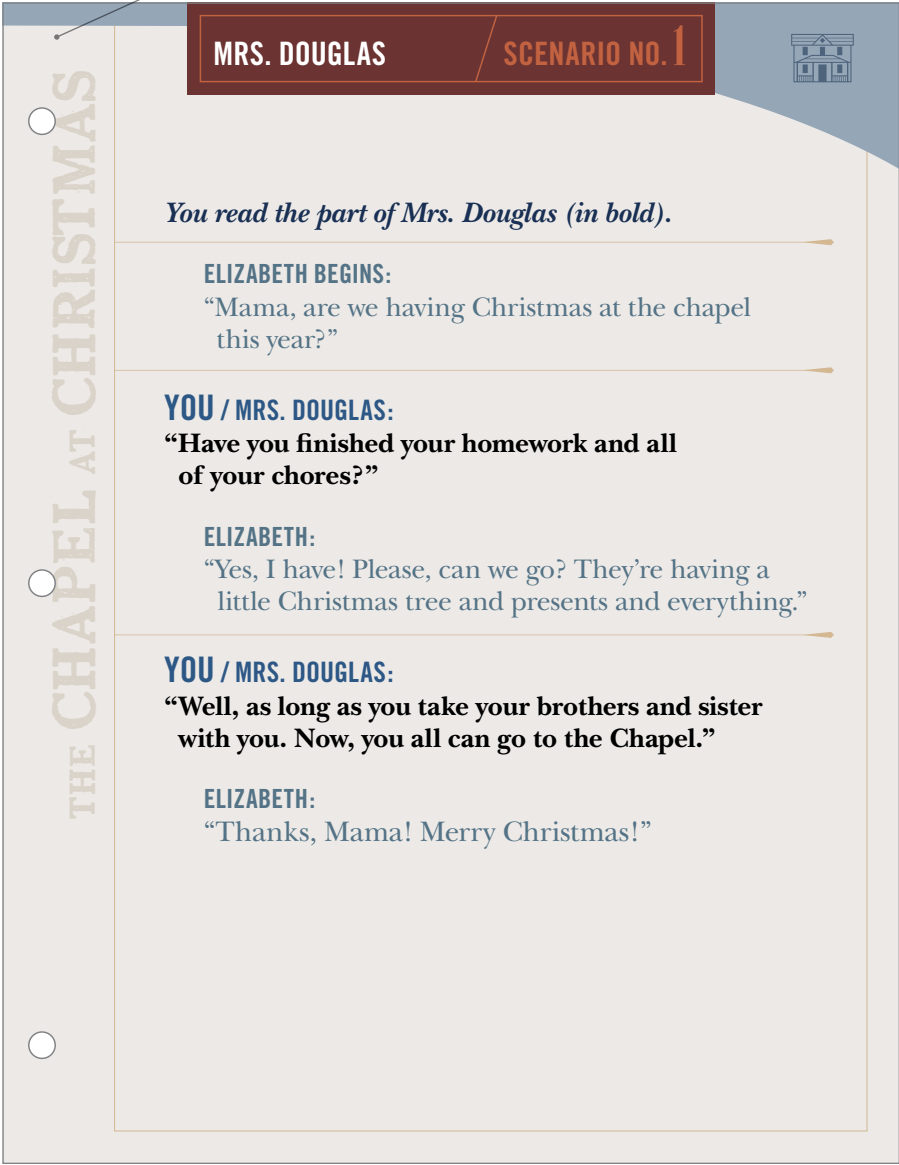 MRS. DOUGLAS
SCENARIO NO. 1
THE CHAPEL AT CHRISTMAS
You read the part of Mrs. Douglas (in bold).
ELIZABETH BEGINS:
“Mama, are we having Christmas at the chapel
this year?”
YOU / MRS. DOUGLAS:
“Have you finished your homework and all
of your chores?”
ELIZABETH:
“Yes, I have! Please, can we go? They’re having a
little Christmas tree and presents and everything.”
YOU / MRS. DOUGLAS:
“Well, as long as you take your brothers and sister
with you. Now, you all can go to the Chapel.”
ELIZABETH:
“Thanks, Mama! Merry Christmas!”